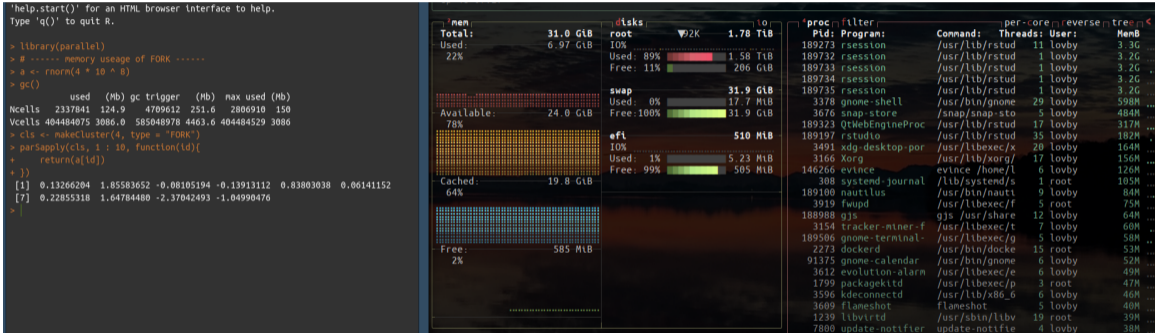 'help.start()' for an HTML browser interface to help.
Type 'q()' to quit R.
> library(parallel)
> # ------ memory useage of FORK ------
> a <- rnorm(4 * 10 ^ 8)
> gc()
used (Mb) gc trigger (Mb) max used (Mb)
Ncells 2337841 124.9 4709612 251.6 2806910 150
Vcells 404484075 3086.0 585048978 4463.6 404484529 3086
> cls <- makeCluster(4, type = "FORK")
> parSapply(cls, 1 : 10, function(id){
+ return(a[id])
+ })
[1] 0.13266204 1.85583652 -0.08105194 -0.13913112 0.83803038 0.06141152
[7] 0.22855318 1.64784480 -2.37042493 -1.04990476
>
mem
Total: 31.0 GiB
Used: 6.97 GiB
22%
Available: 24.0 GiB
78%
Cached: 19.8 GiB
64%
Free: 585 MiB
2%
disks io
root ▼92K 1.78 TiB
IO%
Used: 89% 1.58 TiB
Free: 11% 206 GiB
swap 31.9 GiB
Used: 0% 17.7 MiB
Free:100% 31.9 GiB
efi 510 MiB
IO%
Used: 1% 5.23 MiB
Free: 99% 505 MiB
proc filter per-core reverse tree <
Pid: Program: Command: Threads: User: MemB
189273 rsession /usr/lib/rstud 11 lovby 3.3G
189732 rsession /usr/lib/rstud 1 lovby 3.2G
189733 rsession /usr/lib/rstud 1 lovby 3.2G
189734 rsession /usr/lib/rstud 1 lovby 3.2G
189735 rsession /usr/lib/rstud 1 lovby 3.2G
3378 gnome-shell /usr/bin/gnome 29 lovby 598M
3676 snap-store /snap/snap-sto 5 lovby 484M
189323 QtWebEngineProc /usr/lib/rstud 17 lovby 317M
189197 rstudio /usr/lib/rstud 35 lovby 182M
3491 xdg-desktop-por /usr/libexec/x 20 lovby 164M
3166 Xorg /usr/lib/xorg/ 17 lovby 156M
146266 evince evince /home/l 6 lovby 126M
308 systemd-journal /lib/systemd/s 1 root 105M
189100 nautilus /usr/bin/nauti 9 lovby 84M
3919 fwupd /usr/libexec/f 5 root 75M
188988 gjs gjs /usr/share 12 lovby 64M
3154 tracker-miner-f /usr/libexec/t 7 lovby 60M
189506 gnome-terminal- /usr/libexec/g 5 lovby 58M
2273 dockerd /usr/bin/docke 15 root 53M
91375 gnome-calendar /usr/bin/gnome 6 lovby 52M
3612 evolution-alarm /usr/libexec/e 6 lovby 49M
1799 packagekitd /usr/libexec/p 3 root 47M
3596 kdeconnectd /usr/lib/x86_6 6 lovby 46M
3609 flameshot flameshot 5 lovby 40M
1239 libvirtd /usr/sbin/libv 19 root 39M
7800 update-notifier /usr/bin/updat 4 lovby 38M